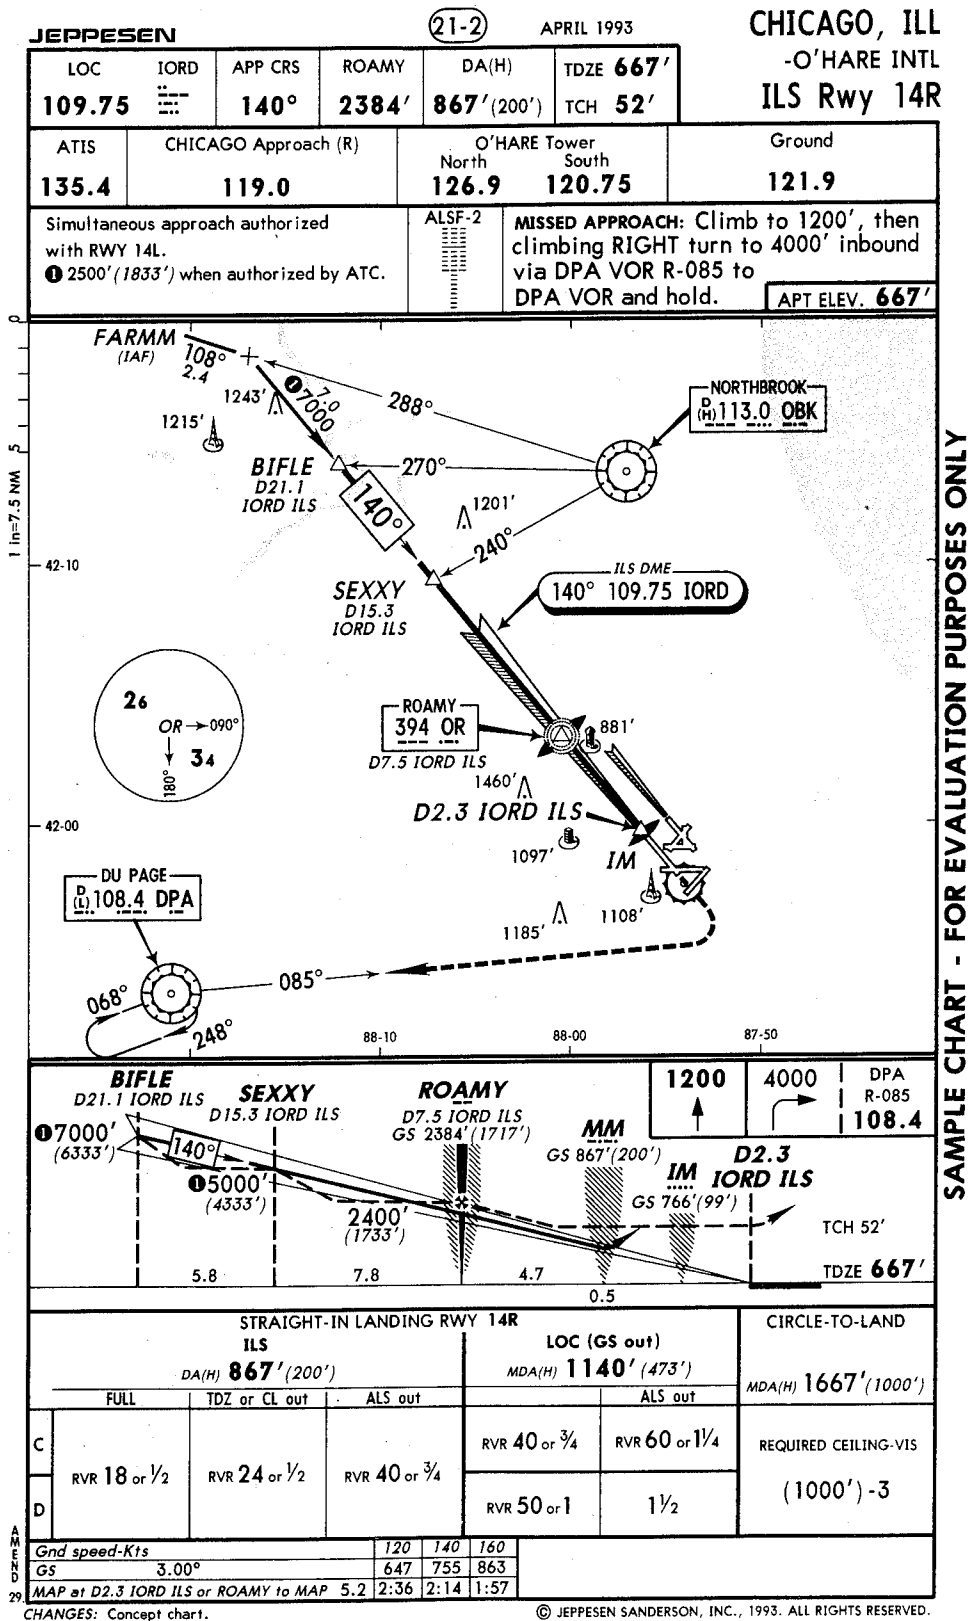 JEPPESEN 21-2 APRIL 1993 CHICAGO, ILL
-O'HARE INTL
ILS Rwy 14R
LOC IORD APP CRS ROAMY DA(H) TDZE 667'
109.75 140° 2384' 867'(200') TCH 52'
ATIS CHICAGO Approach (R) O'HARE Tower Ground
North South
135.4 119.0 126.9 120.75 121.9
Simultaneous approach authorized
with RWY 14L.
1 2500'(1833') when authorized by ATC.
ALSF-2
MISSED APPROACH: Climb to 1200', then
climbing RIGHT turn to 4000' inbound
via DPA VOR R-085 to
DPA VOR and hold.
APT ELEV. 667'
0
5
1 in=7.5 NM
FARMM
(IAF)
108°
2.4
1243'
1 7000
7.0
288°
1215'
NORTHBROOK
D
(H) 113.0 OBK
BIFLE
D21.1
IORD ILS
270°
140°
1201'
240°
42-10
SEXXY
D15.3
IORD ILS
ILS DME
140° 109.75 IORD
26
OR 090°
180°
34
ROAMY
394 OR
D7.5 IORD ILS
881'
1460'
D2.3 IORD ILS
42-00
1097'
IM
DU PAGE
D
(L) 108.4 DPA
1185'
1108'
085°
068°
248°
88-10 88-00 87-50
BIFLE
D21.1 IORD ILS
SEXXY
D15.3 IORD ILS
ROAMY
D7.5 IORD ILS
GS 2384'(1717')
1200
4000
DPA
R-085
108.4
1 7000'
(6333')
140°
1 5000'
(4333')
2400'
(1733')
MM
GS 867'(200')
IM
GS 766'(99')
D2.3
IORD ILS
TCH 52'
TDZE 667'
5.8 7.8 4.7
0.5
STRAIGHT-IN LANDING RWY 14R CIRCLE-TO-LAND
ILS LOC (GS out)
DA(H) 867'(200') MDA(H) 1140'(473') MDA(H) 1667'(1000')
FULL TDZ or CL out ALS out ALS out
C RVR 40 or 3/4 RVR 60 or 1 1/4 REQUIRED CEILING-VIS
RVR 18 or 1/2 RVR 24 or 1/2 RVR 40 or 3/4 (1000')-3
D RVR 50 or 1 1 1/2
Gnd speed-Kts 120 140 160
GS 3.00° 647 755 863
MAP at D2.3 IORD ILS or ROAMY to MAP 5.2 2:36 2:14 1:57
AMEND 29.
CHANGES: Concept chart. © JEPPESEN SANDERSON, INC., 1993. ALL RIGHTS RESERVED.
SAMPLE CHART - FOR EVALUATION PURPOSES ONLY